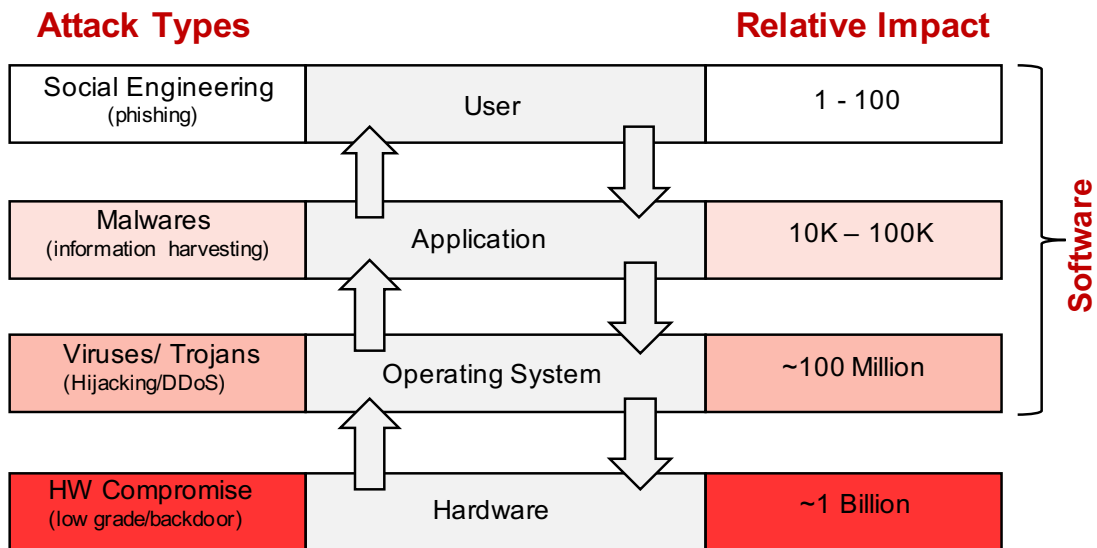 Attack Types
Relative Impact
Social Engineering
(phishing)
User
1 - 100
Malwares
(information harvesting)
Application
10K – 100K
Viruses/ Trojans
(Hijacking/DDoS)
Operating System
~100 Million
HW Compromise
(low grade/backdoor)
Hardware
~1 Billion
Software